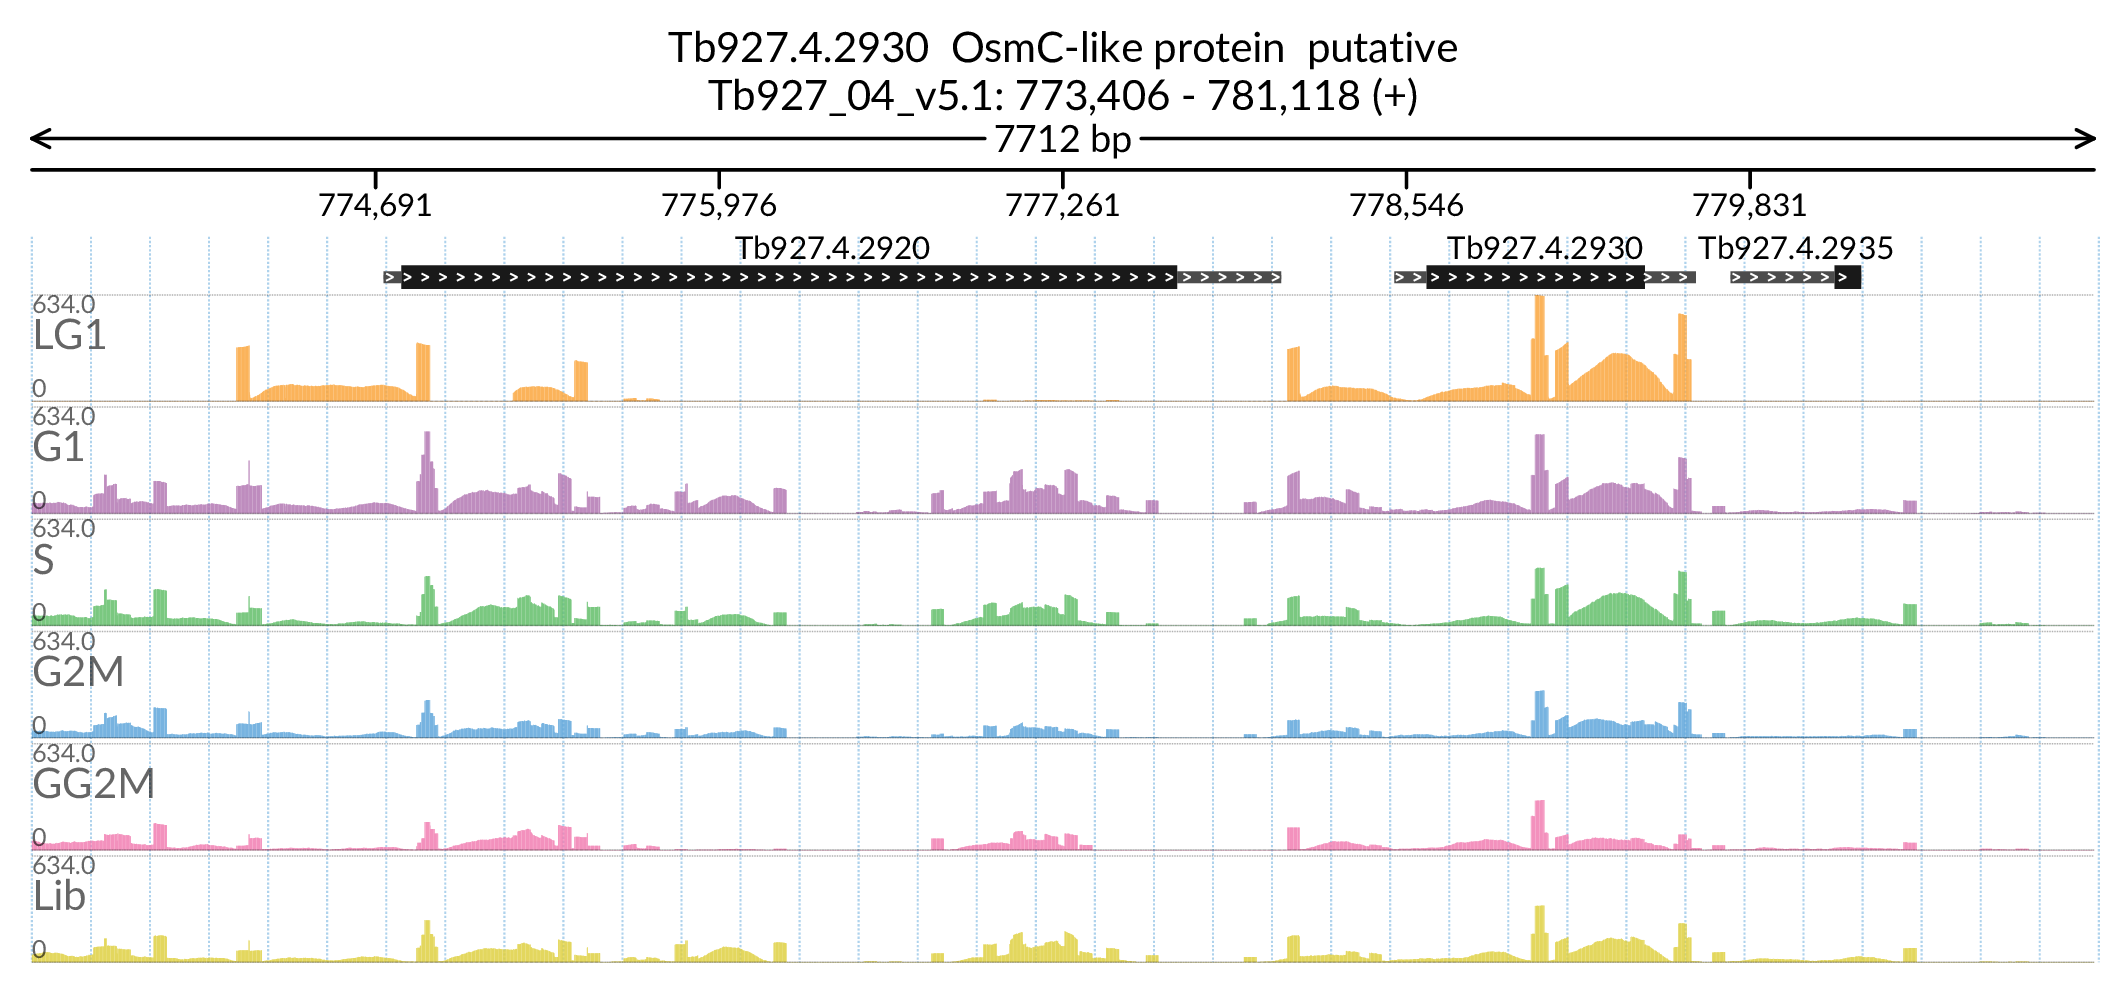 Tb927.4.2930  OsmC-like protein  putative
Tb927_04_v5.1: 773,406 - 781,118 (+)
7712 bp
774,691 775,976 777,261 778,546 779,831
Tb927.4.2920 Tb927.4.2930 Tb927.4.2935
634.0
LG1
0
634.0
G1
0
634.0
S
0
634.0
G2M
0
634.0
GG2M
0
634.0
Lib
0